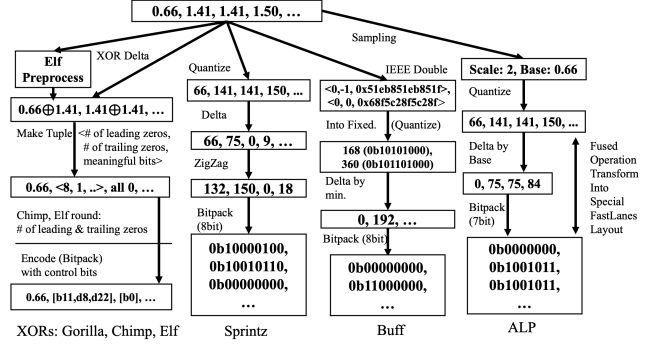 0.66, 1.41, 1.41, 1.50, …
Elf
Preprocess
XOR Delta
0.66⊕1.41, 1.41⊕1.41, …
Make Tuple
<# of leading zeros,
# of trailing zeros,
meaningful bits>
0.66, <8, 1, ..>, all 0, …
Chimp, Elf round:
# of leading & trailing zeros
Encode (Bitpack)
with control bits
0.66, [b11,d8,d22], [b0], …
XORs: Gorilla, Chimp, Elf
Quantize
66, 141, 141, 150, ...
Delta
66, 75, 0, 9, …
ZigZag
132, 150, 0, 18
Bitpack
(8bit)
0b10000100,
0b10010110,
0b00000000,
…
Sprintz
IEEE Double
<0,-1, 0x51eb851eb851f>,
<0, 0, 0x68f5c28f5c28f>
Into Fixed.
(Quantize)
168 (0b10101000),
360 (0b101101000)
Delta by
min.
0, 192, …
Bitpack (8bit)
0b00000000,
0b11000000,
…
Buff
Sampling
Scale: 2, Base: 0.66
Quantize
66, 141, 141, 150, ...
Delta by
Base
0, 75, 75, 84
Bitpack
(7bit)
0b0000000,
0b1001011,
0b1001011,
…
ALP
Fused
Operation
Transform
Into
Special
FastLanes
Layout